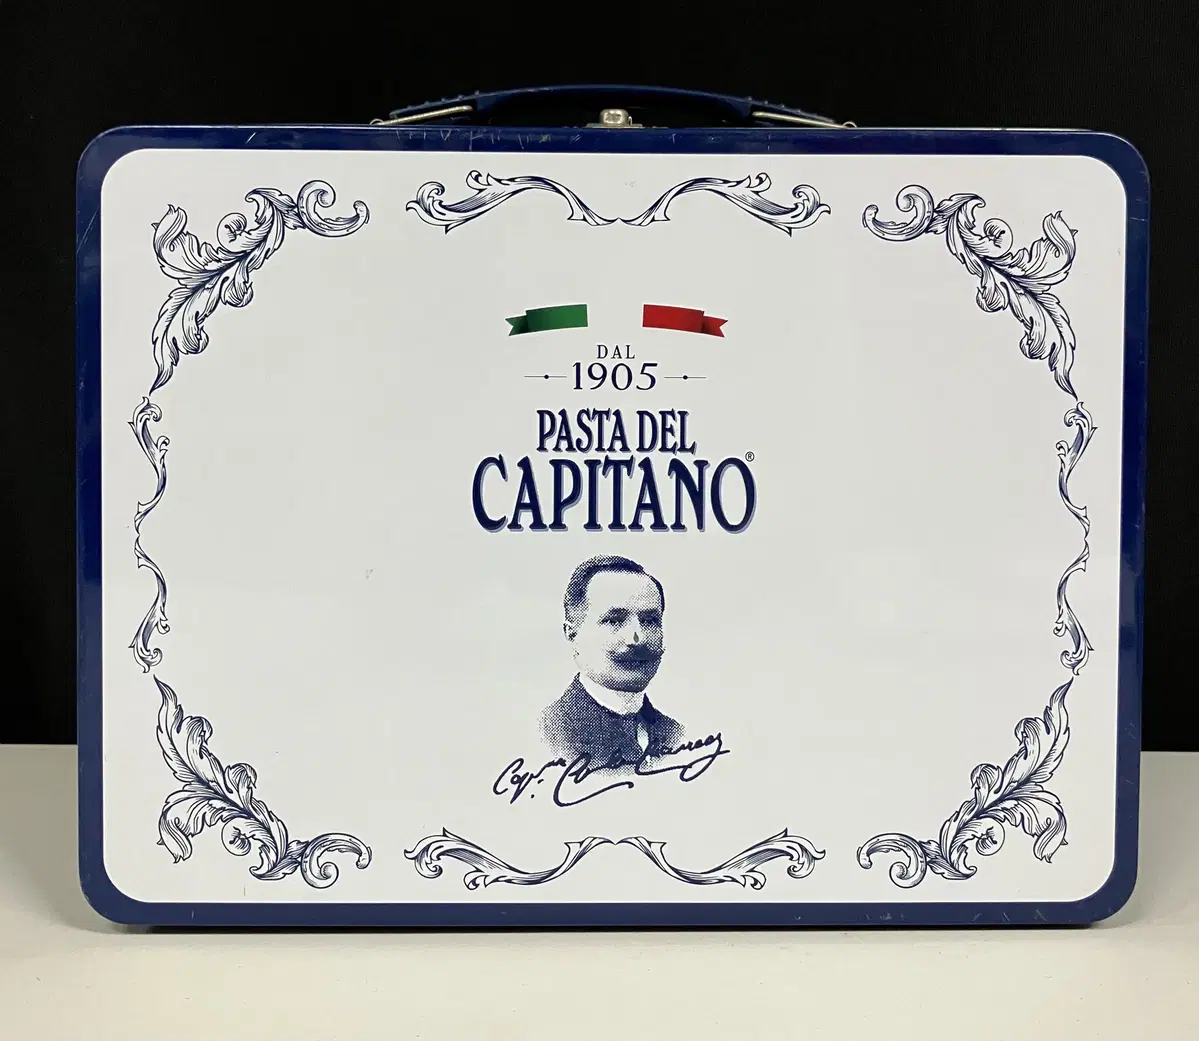 DAL
1905
PASTA DEL
CAPITANO®